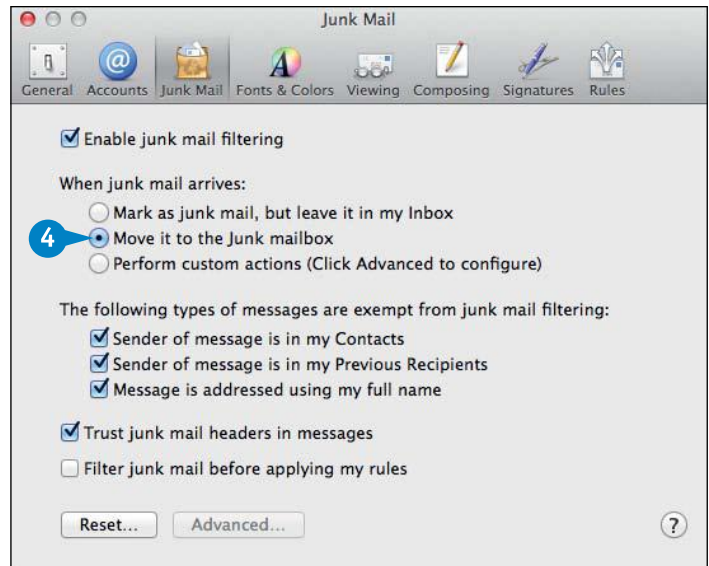 Junk Mail
General Accounts Junk Mail Fonts & Colors Viewing Composing Signatures Rules
Enable junk mail filtering
When junk mail arrives:
Mark as junk mail, but leave it in my Inbox
4 Move it to the Junk mailbox
Perform custom actions (Click Advanced to configure)
The following types of messages are exempt from junk mail filtering:
Sender of message is in my Contacts
Sender of message is in my Previous Recipients
Message is addressed using my full name
Trust junk mail headers in messages
Filter junk mail before applying my rules
Reset... Advanced... ?